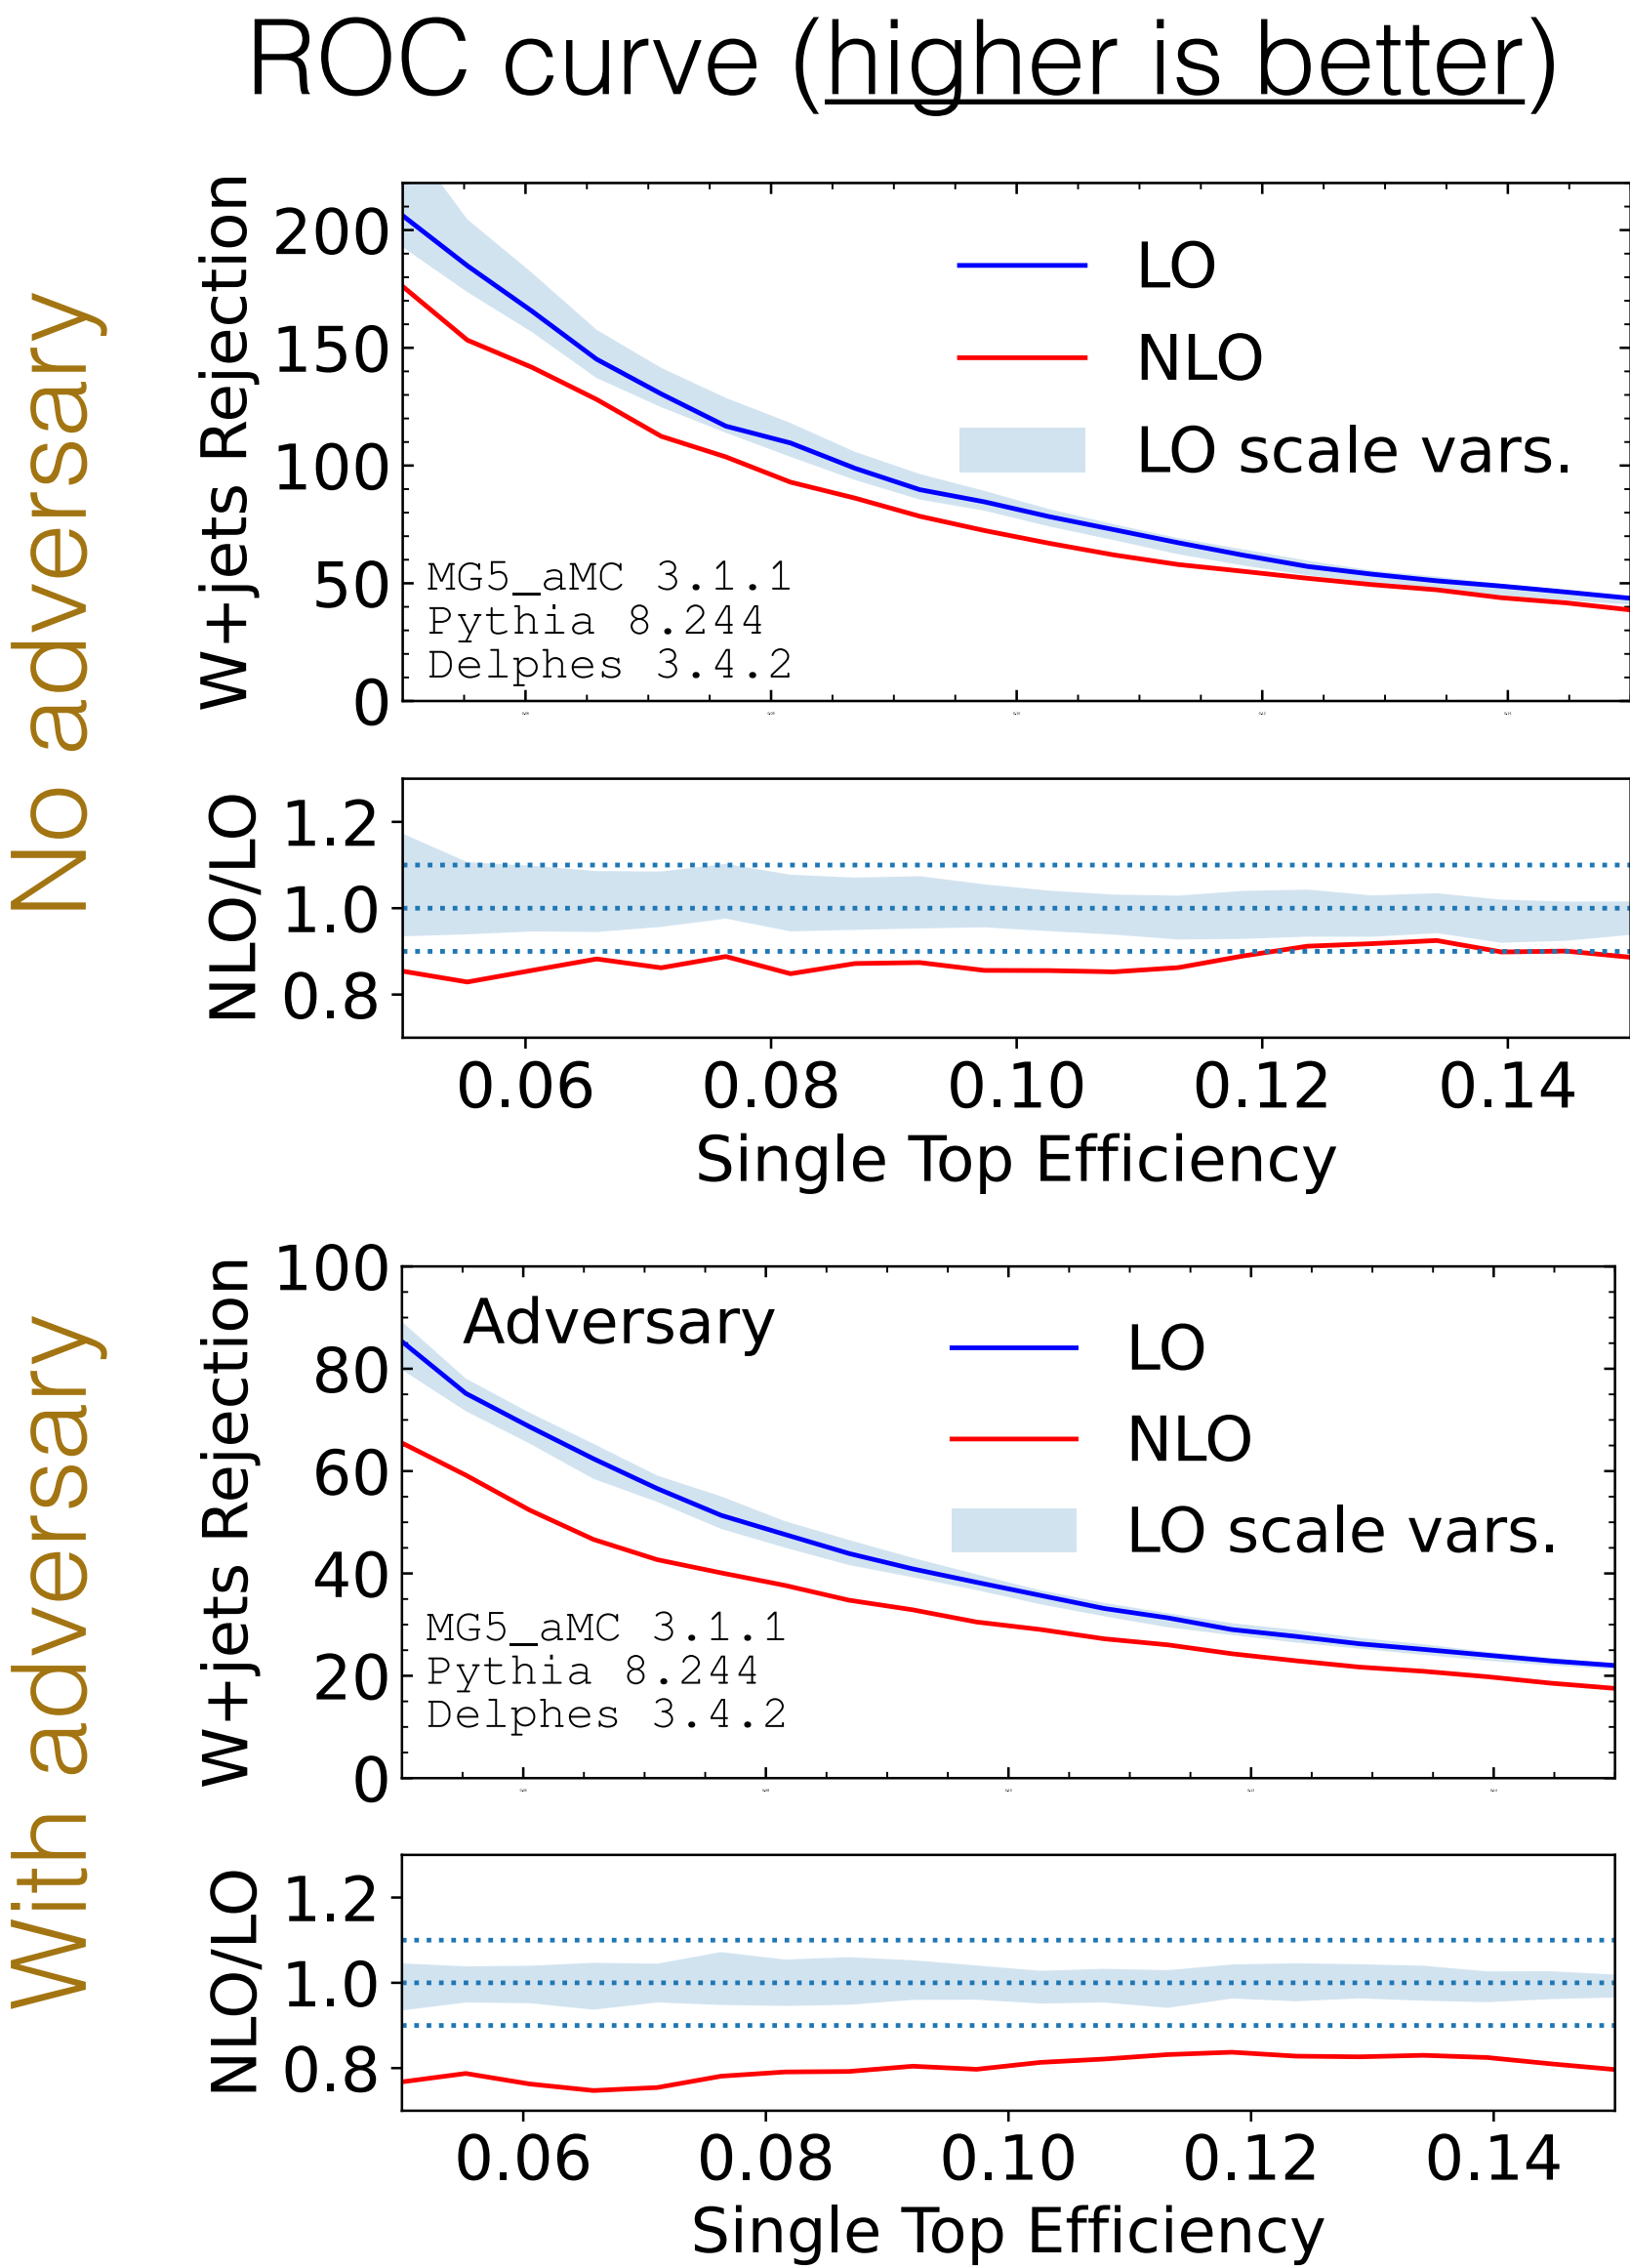 ROC curve (higher is better)
No adversary
W+jets Rejection
200
150
100
50
0
LO
NLO
LO scale vars.
MG5_aMC 3.1.1
Pythia 8.244
Delphes 3.4.2
NLO/LO
1.2
1.0
0.8
0.06 0.08 0.10 0.12 0.14
Single Top Efficiency
With adversary
W+jets Rejection
100
80
60
40
20
0
Adversary
LO
NLO
LO scale vars.
MG5_aMC 3.1.1
Pythia 8.244
Delphes 3.4.2
NLO/LO
1.2
1.0
0.8
0.06 0.08 0.10 0.12 0.14
Single Top Efficiency